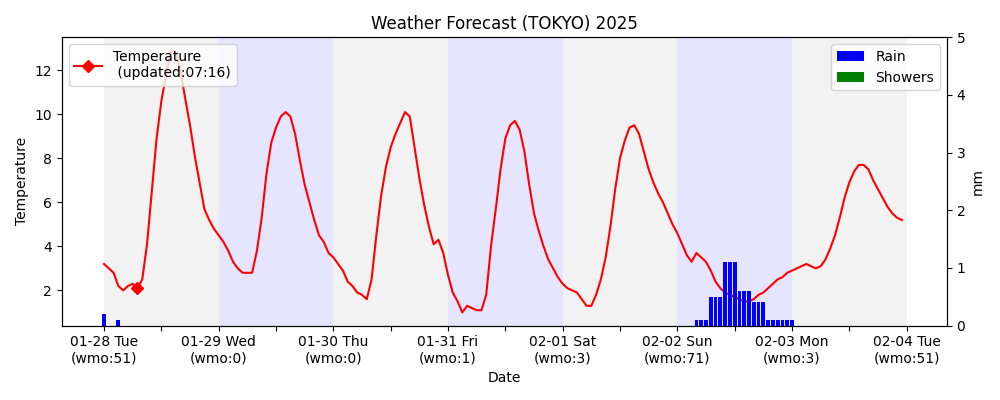 Weather Forecast (TOKYO) 2025
Temperature
(updated:07:16)
Rain
Showers
Temperature
12
10
8
6
4
2
5
4
3
2
1
0
mm
01-28 Tue
(wmo:51)
01-29 Wed
(wmo:0)
01-30 Thu
(wmo:0)
01-31 Fri
(wmo:1)
02-01 Sat
(wmo:3)
02-02 Sun
(wmo:71)
02-03 Mon
(wmo:3)
02-04 Tue
(wmo:51)
Date